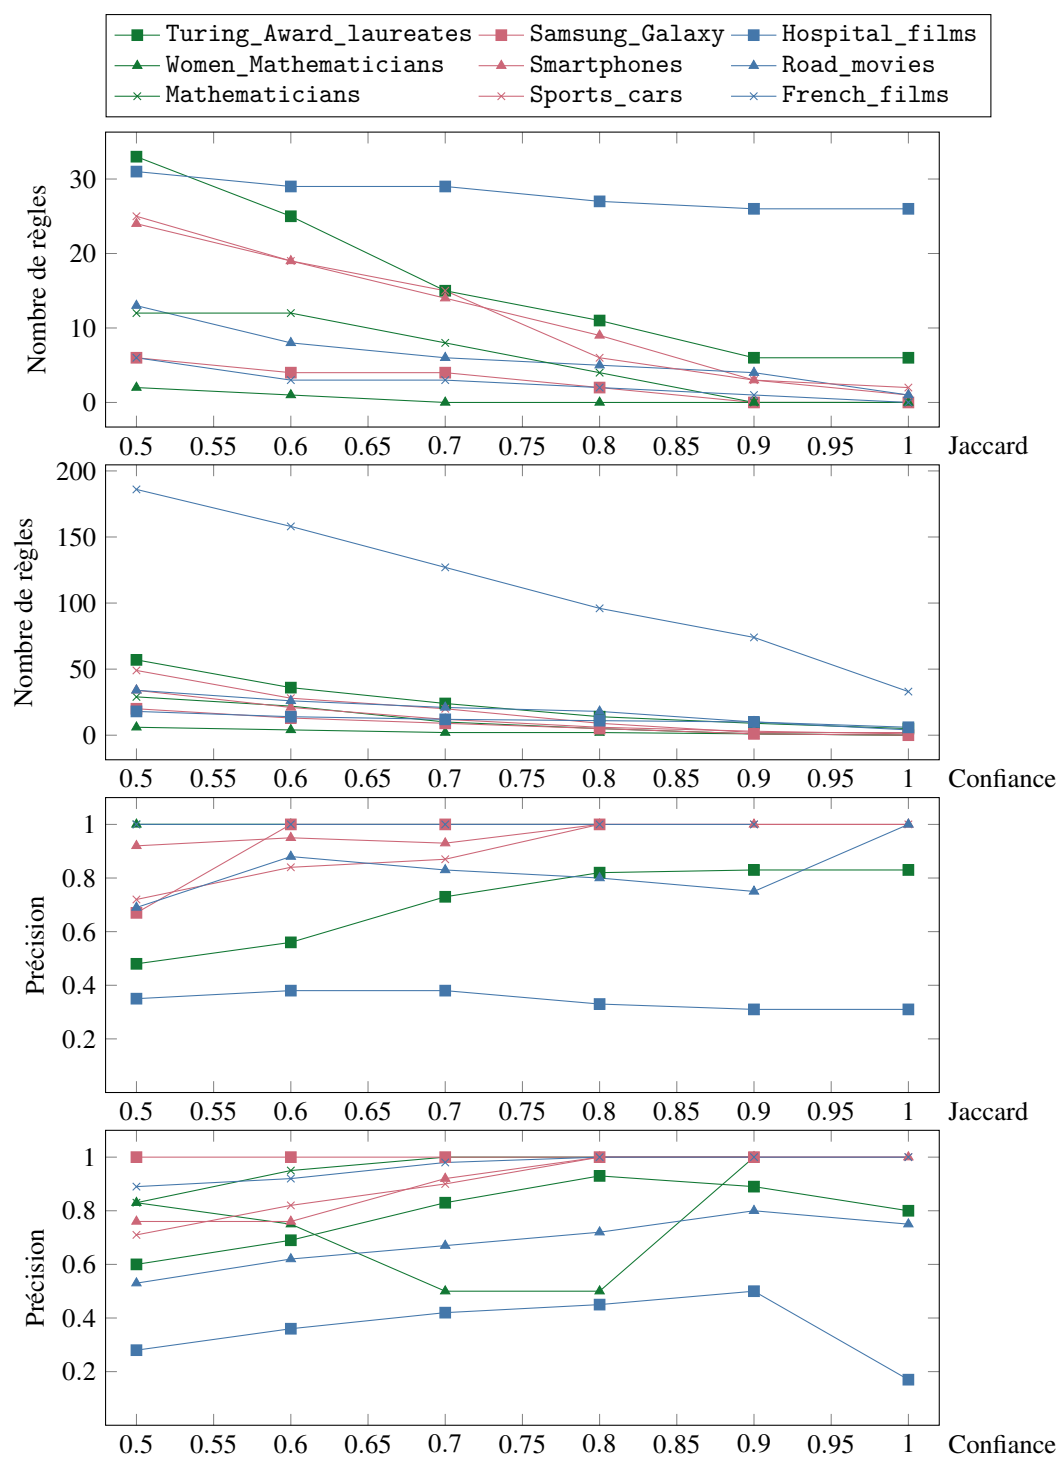 Turing_Award_laureates Samsung_Galaxy Hospital_films
Women_Mathematicians Smartphones Road_movies
Mathematicians Sports_cars French_films
Nombre de règles
30
20
10
0
0.5 0.55 0.6 0.65 0.7 0.75 0.8 0.85 0.9 0.95 1 Jaccard
Nombre de règles
200
150
100
50
0
0.5 0.55 0.6 0.65 0.7 0.75 0.8 0.85 0.9 0.95 1 Confiance
Précision
1
0.8
0.6
0.4
0.2
0.5 0.55 0.6 0.65 0.7 0.75 0.8 0.85 0.9 0.95 1 Jaccard
Précision
1
0.8
0.6
0.4
0.2
0.5 0.55 0.6 0.65 0.7 0.75 0.8 0.85 0.9 0.95 1 Confiance